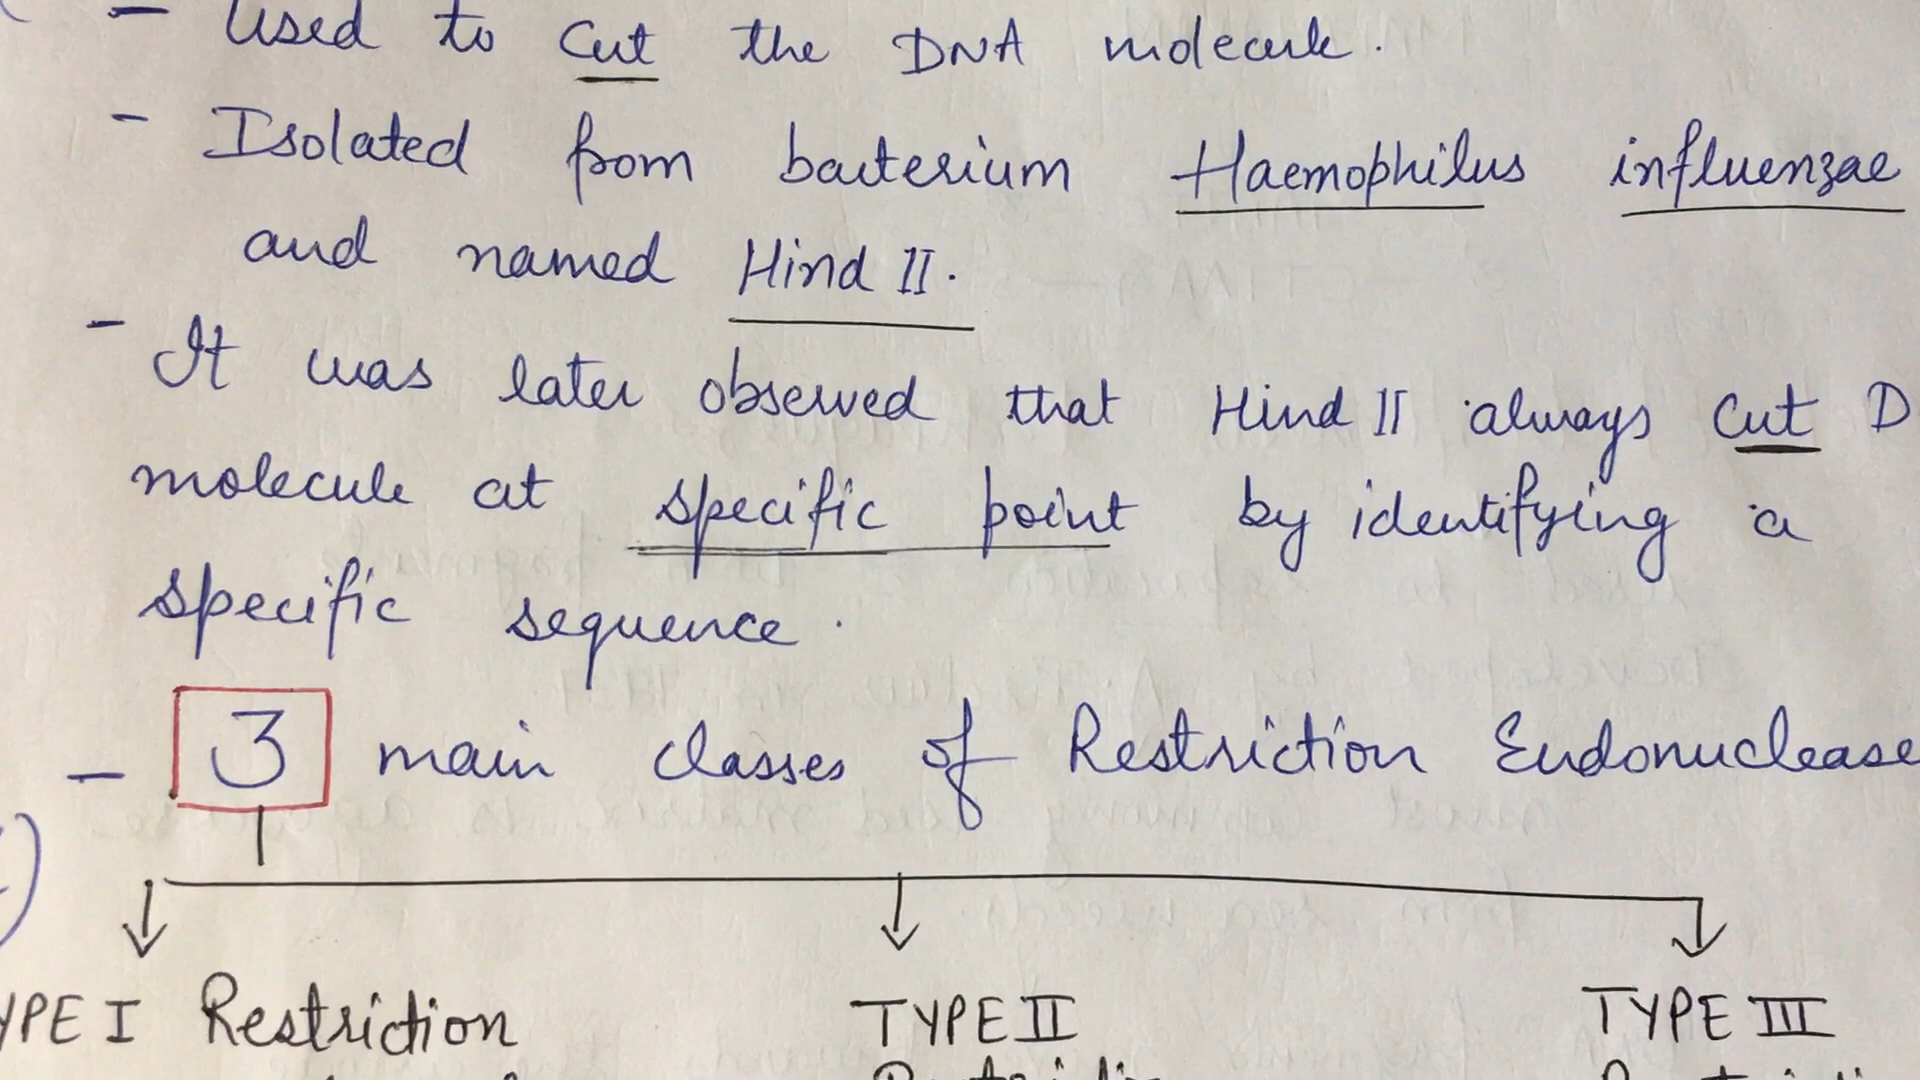 - Used to cut the DNA molecule.
- Isolated from bacterium Haemophilus influenzae
and named Hind II.
- It was later observed that Hind II always cut D
molecule at specific point by identifying a
specific sequence.
- 3 main classes of Restriction Endonuclease
YPE I Restriction TYPE II TYPE III